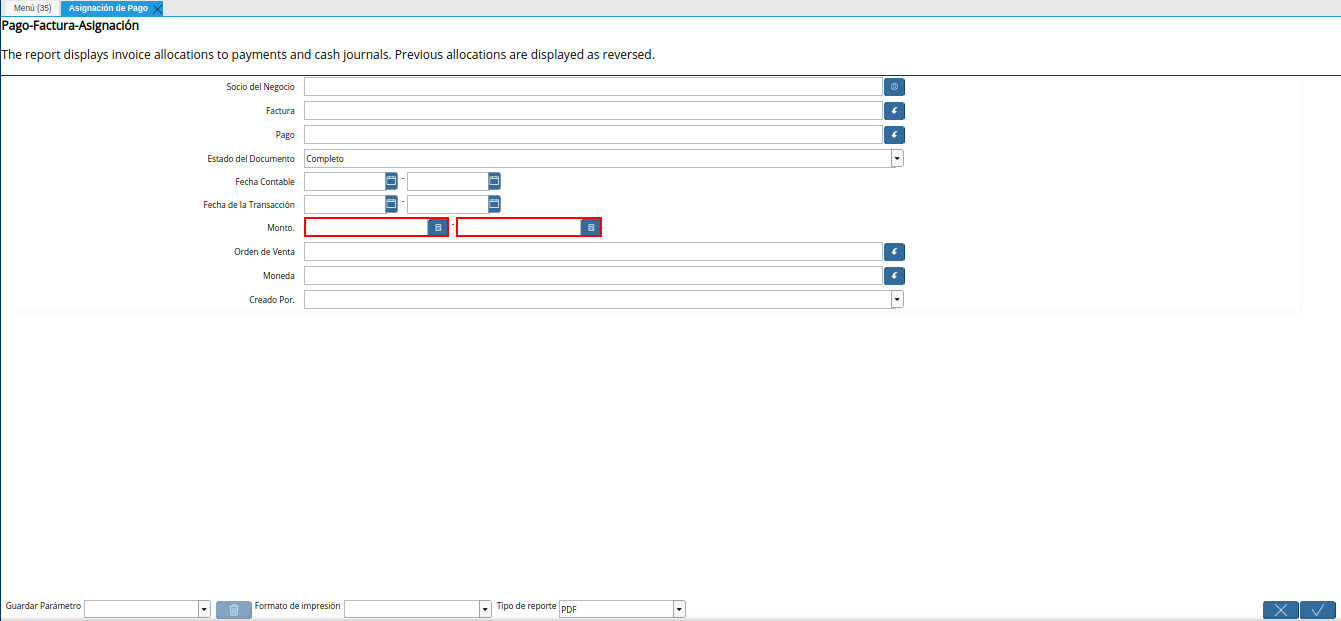 Menú (35) Asignación de Pago
Pago-Factura-Asignación
The report displays invoice allocations to payments and cash journals. Previous allocations are displayed as reversed.
Socio del Negocio
Factura
Pago
Estado del Documento Completo
Fecha Contable -
Fecha de la Transacción -
Monto. -
Orden de Venta
Moneda
Creado Por.
Guardar Parámetro Formato de impresión Tipo de reporte PDF